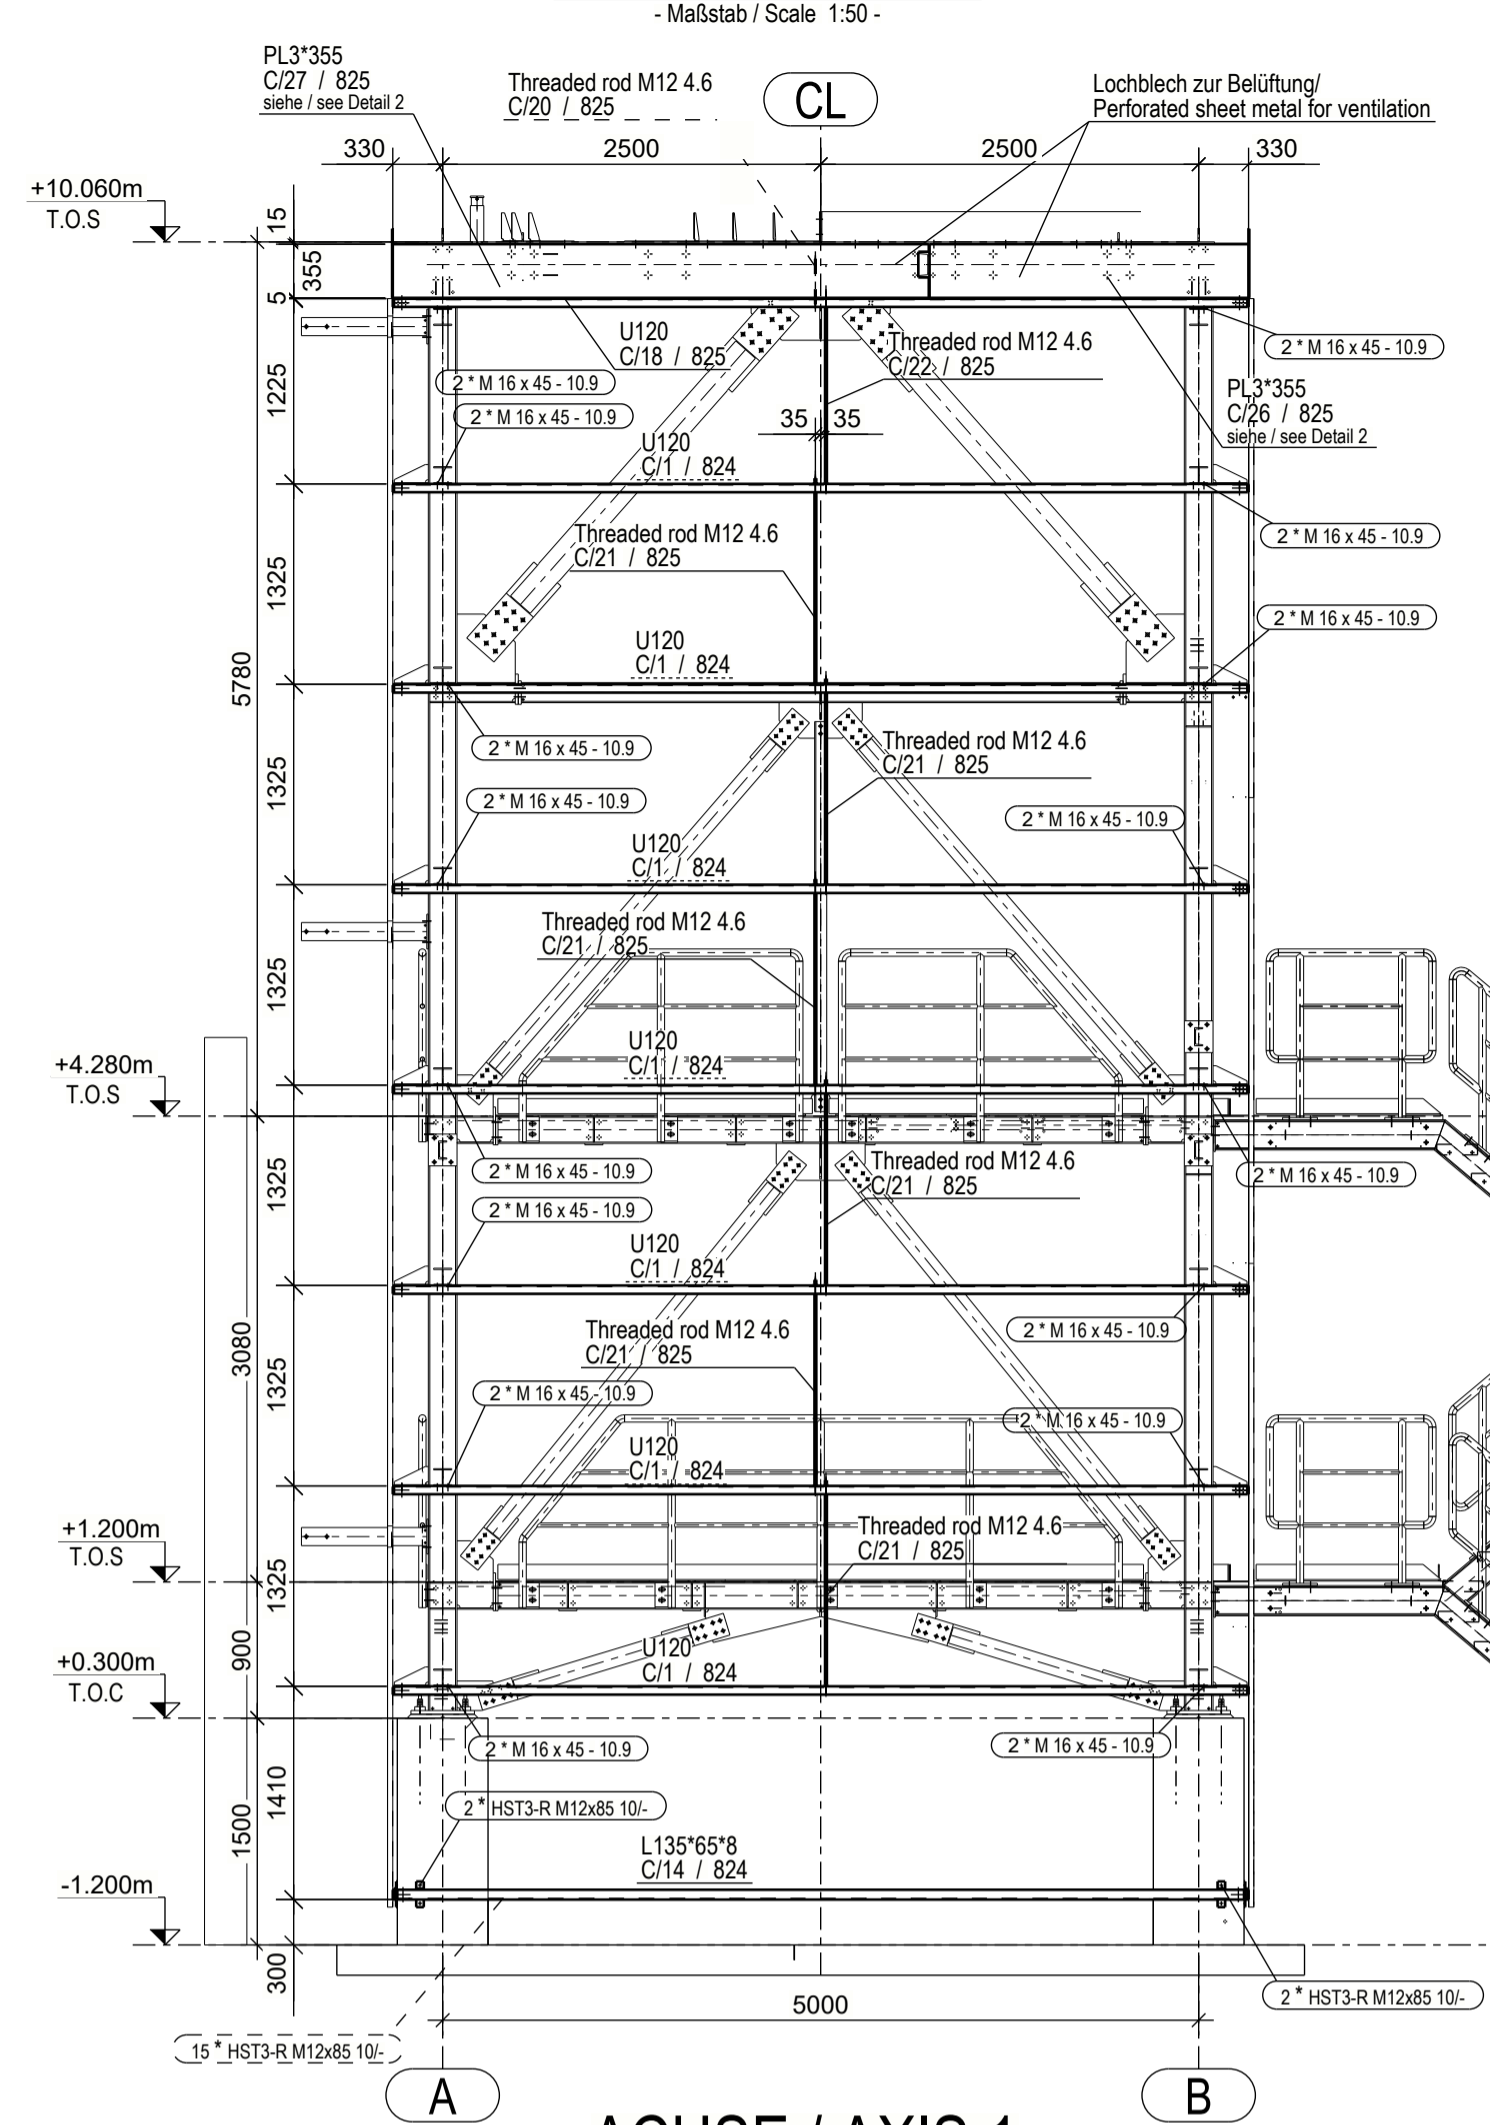 - Maßstab / Scale 1:50 -
PL3*355
C/27 / 825
siehe / see Detail 2
Threaded rod M12 4.6
C/20 / 825
CL
Lochblech zur Belüftung/
Perforated sheet metal for ventilation
330
2500
2500
330
+10.060m
T.O.S
15
355
5
U120
C/18 / 825
Threaded rod M12 4.6
C/22 / 825
2 * M 16 x 45 - 10.9
2 * M 16 x 45 - 10.9
2 * M 16 x 45 - 10.9
PL3*355
C/26 / 825
siehe / see Detail 2
1225
35
35
U120
C/1 / 824
2 * M 16 x 45 - 10.9
Threaded rod M12 4.6
C/21 / 825
1325
2 * M 16 x 45 - 10.9
U120
C/1 / 824
5780
2 * M 16 x 45 - 10.9
Threaded rod M12 4.6
C/21 / 825
1325
2 * M 16 x 45 - 10.9
2 * M 16 x 45 - 10.9
U120
C/1 / 824
Threaded rod M12 4.6
C/21 / 825
1325
U120
C/1 / 824
+4.280m
T.O.S
2 * M 16 x 45 - 10.9
Threaded rod M12 4.6
C/21 / 825
2 * M 16 x 45 - 10.9
1325
2 * M 16 x 45 - 10.9
U120
C/1 / 824
3080
Threaded rod M12 4.6
C/21 / 825
2 * M 16 x 45 - 10.9
1325
2 * M 16 x 45 - 10.9
2 * M 16 x 45 - 10.9
U120
C/1 / 824
+1.200m
T.O.S
Threaded rod M12 4.6
C/21 / 825
1325
900
U120
C/1 / 824
+0.300m
T.O.C
2 * M 16 x 45 - 10.9
2 * M 16 x 45 - 10.9
1410
1500
2 * HST3-R M12x85 10/-
L135*65*8
C/14 / 824
-1.200m
300
5000
2 * HST3-R M12x85 10/-
15 * HST3-R M12x85 10/-
A
B
ACHSE / AXIS 1